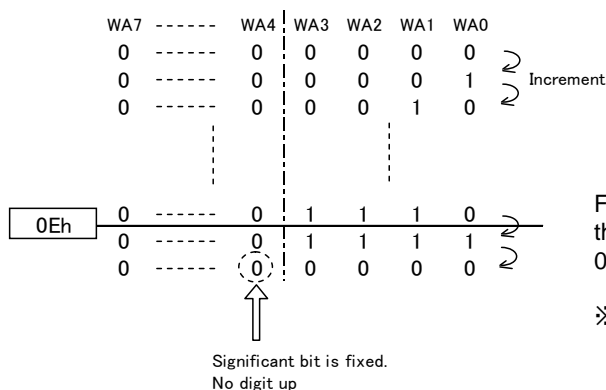 WA7 ------ WA4 WA3 WA2 WA1 WA0
0 ------ 0 0 0 0 0
0 ------ 0 0 0 0 1 Increment
0 ------ 0 0 0 1 0
0Eh 0 ------ 0 1 1 1 0
0 ------ 0 1 1 1 1
0 ------ 0 0 0 0 0
F
th
0
※
Significant bit is fixed.
No digit up